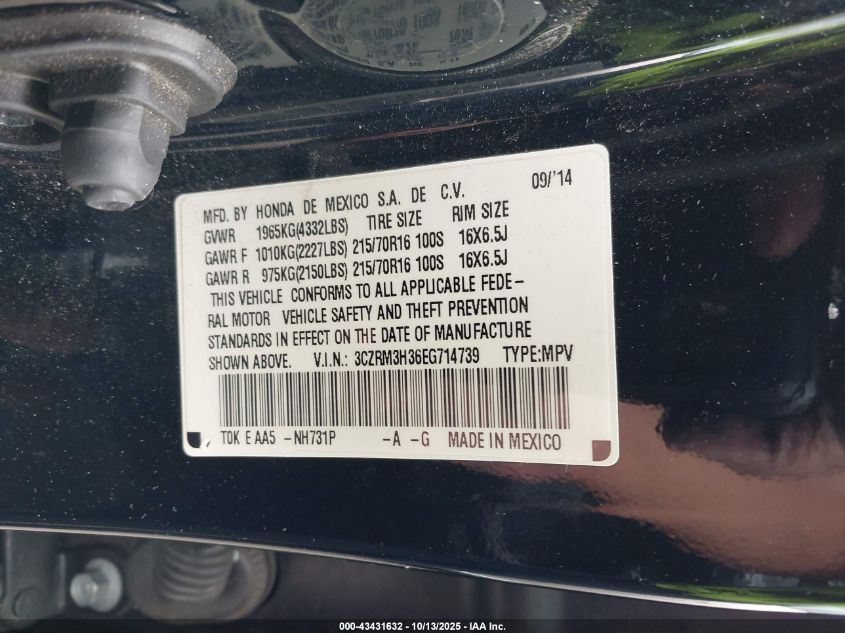 MFD. BY HONDA DE MEXICO S.A. DE C.V. 09/'14
GVWR 1965KG(4332LBS) TIRE SIZE RIM SIZE
GAWR F 1010KG(2227LBS) 215/70R16 100S 16X6.5J
GAWR R 975KG(2150LBS) 215/70R16 100S 16X6.5J
THIS VEHICLE CONFORMS TO ALL APPLICABLE FEDE-
RAL MOTOR VEHICLE SAFETY AND THEFT PREVENTION
STANDARDS IN EFFECT ON THE DATE OF MANUFACTURE
SHOWN ABOVE. V.I.N.: 3CZRM3H36EG714739 TYPE:MPV
T0K E AA5 -NH731P -A -G MADE IN MEXICO
000-43431632 - 10/13/2025 - IAA Inc.